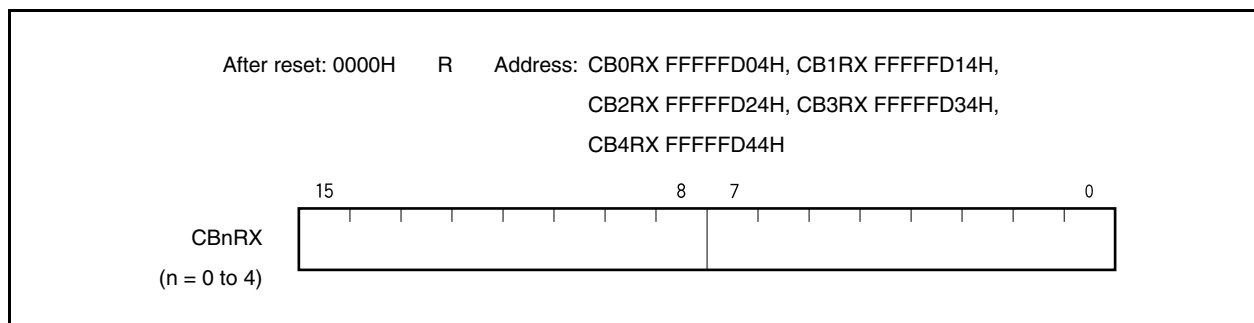 After reset: 0000H R Address: CB0RX FFFFFD04H, CB1RX FFFFFD14H,
CB2RX FFFFFD24H, CB3RX FFFFFD34H,
CB4RX FFFFFD44H
15 8 7 0
CBnRX
(n = 0 to 4)